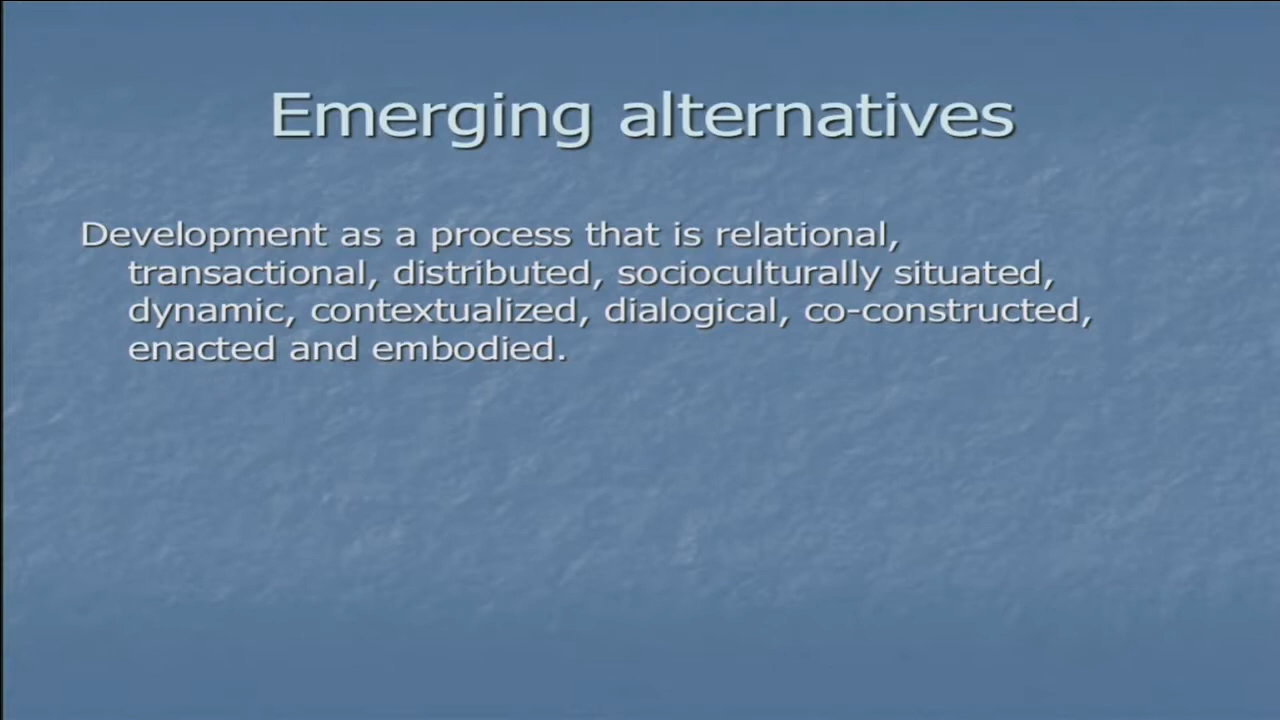 Emerging alternatives
Development as a process that is relational,
transactional, distributed, socioculturally situated,
dynamic, contextualized, dialogical, co-constructed,
enacted and embodied.